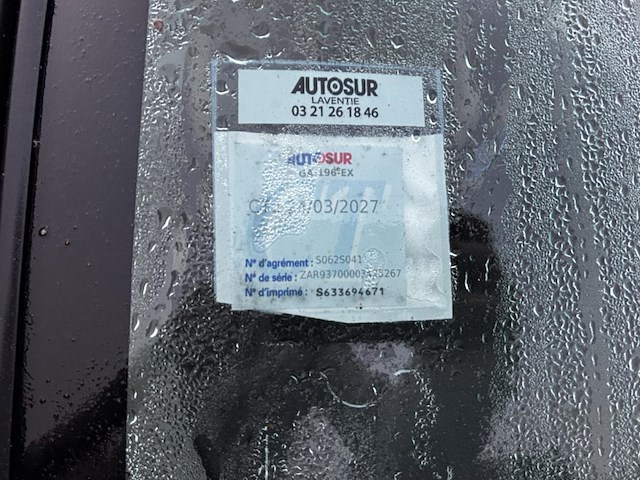 AUTOSUR
LAVENTIE
03 21 26 18 46
AUTOSUR
GA-196-EX
/03/2027
N° d'agrément : S062S041
N° de série :
N° d'imprimé : S633694671